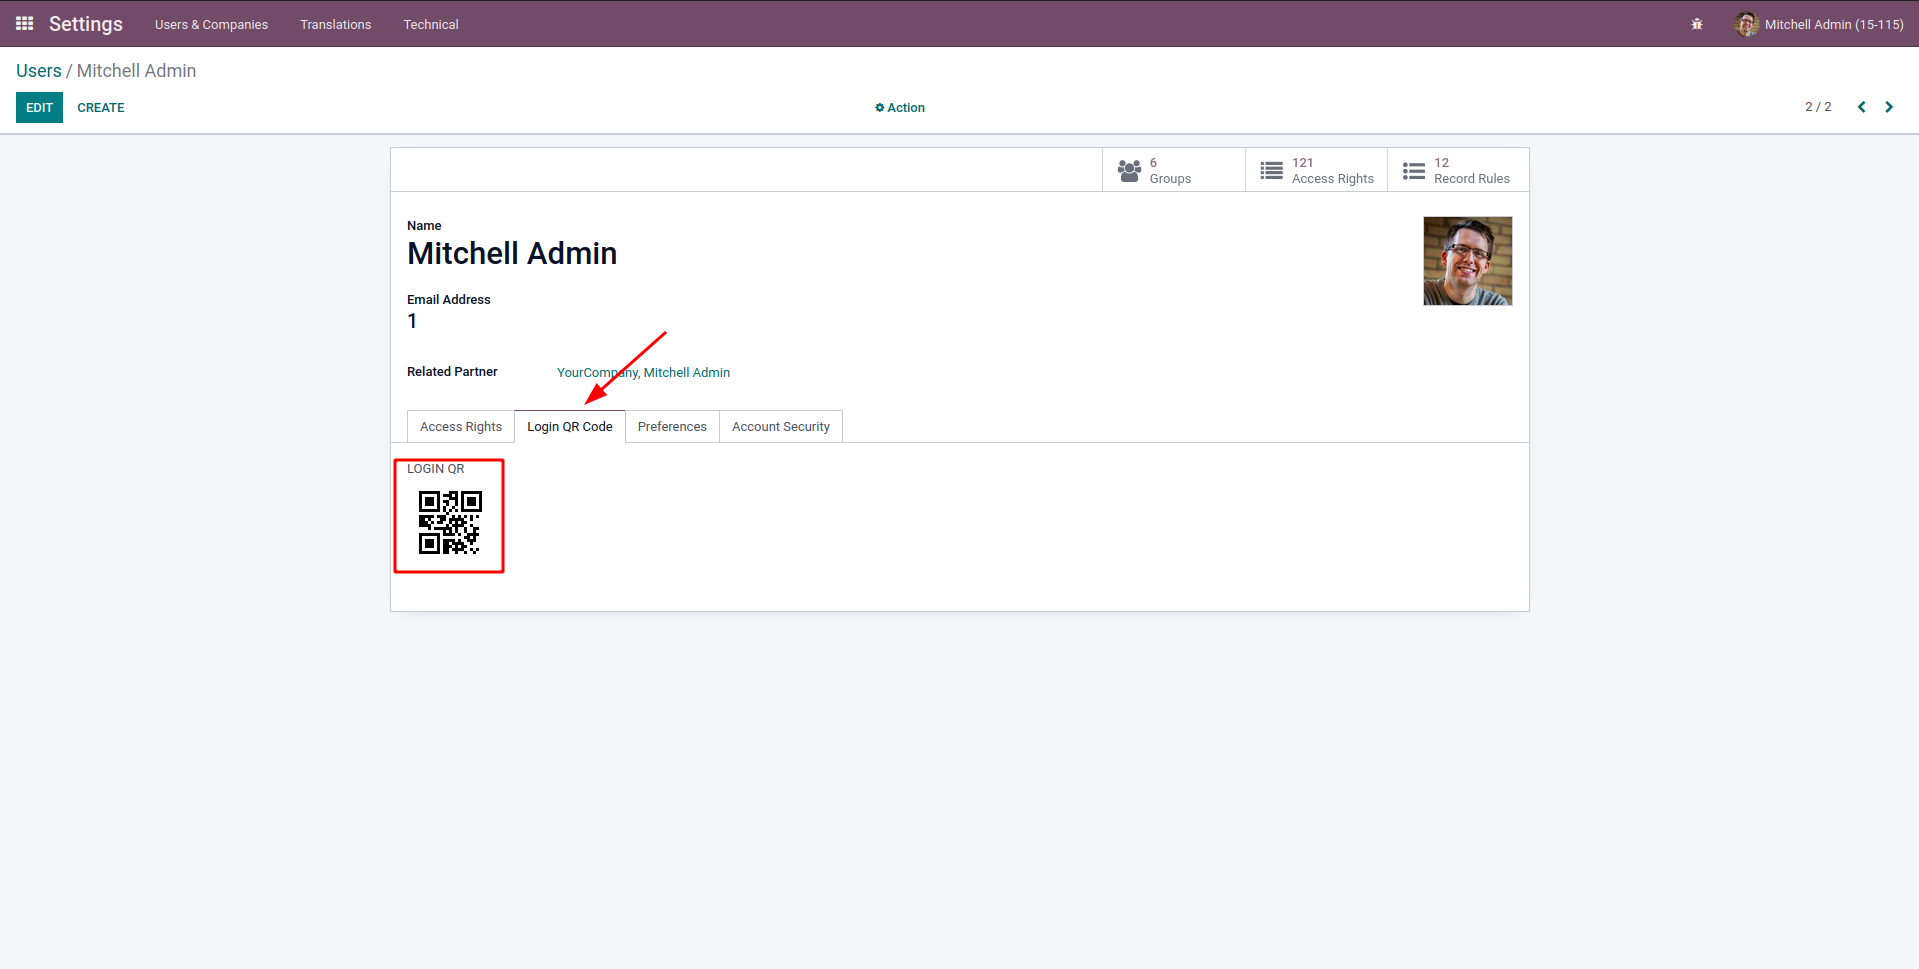 Settings Users & Companies Translations Technical Mitchell Admin (15-115)
Users / Mitchell Admin
EDIT CREATE Action 2 / 2
6 Groups
121 Access Rights
12 Record Rules
Name
Mitchell Admin
Email Address
1
Related Partner YourCompany, Mitchell Admin
Access Rights Login QR Code Preferences Account Security
LOGIN QR